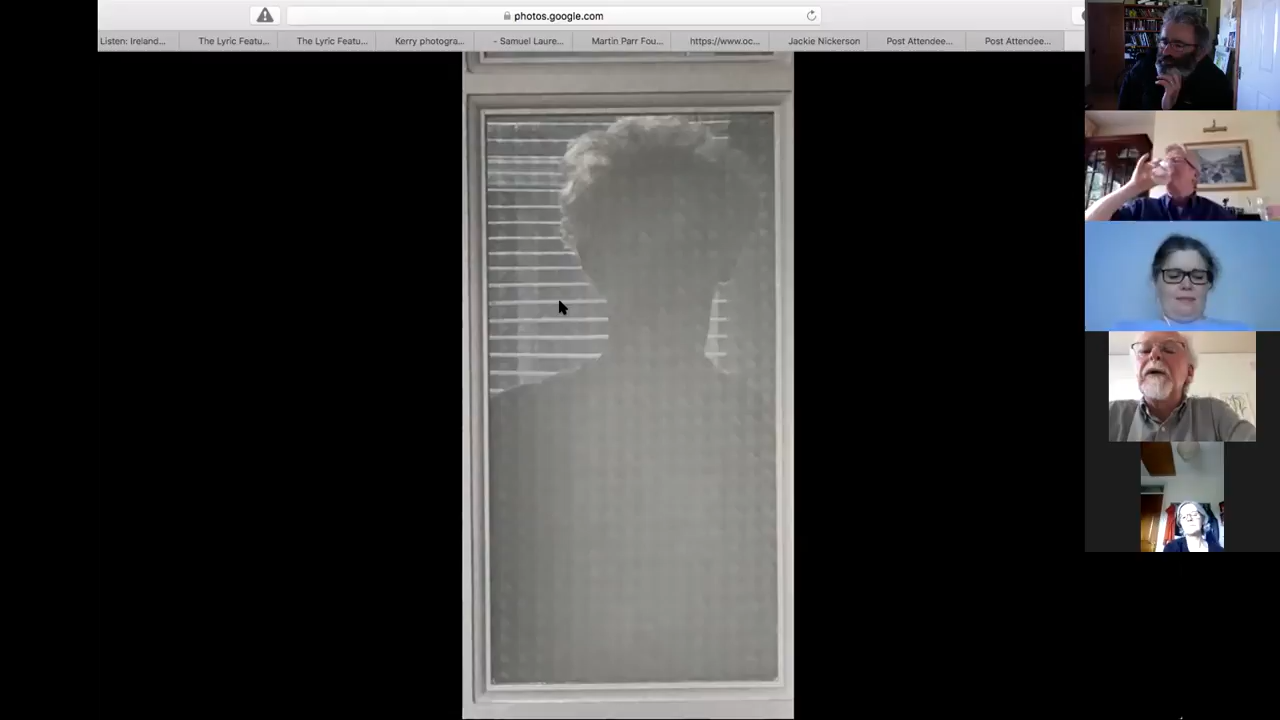 photos.google.com
Listen: Ireland...
The Lyric Featu...
The Lyric Featu...
Kerry photogra...
- Samuel Laure...
Martin Parr Fou...
https://www.oc...
Jackie Nickerson
Post Attendee...
Post Attendee...